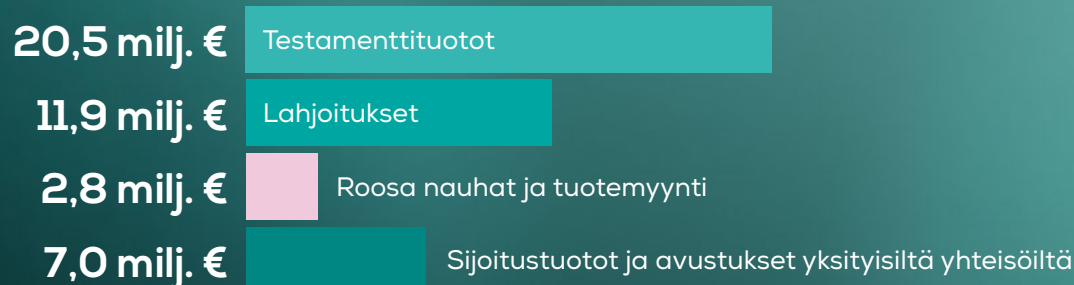 20,5 milj. € Testamenttituotot
11,9 milj. € Lahjoitukset
2,8 milj. € Roosa nauhat ja tuotemyynti
7,0 milj. € Sijoitustuotot ja avustukset yksityisiltä yhteisöiltä